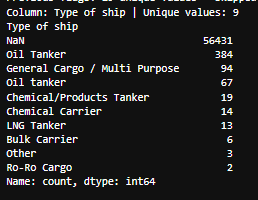 Column: Type of ship | Unique values: 9
Type of ship
NaN 56431
Oil Tanker 384
General Cargo / Multi Purpose 94
Oil tanker 67
Chemical/Products Tanker 19
Chemical Carrier 14
LNG Tanker 13
Bulk Carrier 6
Other 3
Ro-Ro Cargo 2
Name: count, dtype: int64